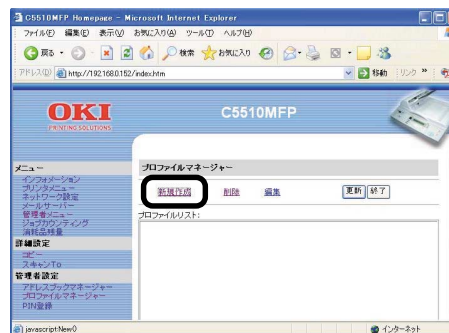 C5510MFP Homepage - Microsoft Internet Explorer
ファイル(F) 編集(E) 表示(V) お気に入り(A) ツール(T) ヘルプ(H)
戻る 検索 お気に入り
アドレス(D) http://192.168.0.152/index.htm 移動 リンク »
OKI
PRINTING SOLUTIONS
C5510MFP
メニュー
インフォメーション
プリンタメニュー
ネットワーク設定
メールサーバー
管理者メニュー
ジョブアカウンティング
消耗品残量
詳細設定
コピー
スキャンTo
管理者設定
アドレスブックマネージャー
プロファイルマネージャー
PIN登録
プロファイルマネージャー
新規作成 削除 編集 更新 終了
プロファイルリスト:
javascript:New() インターネット